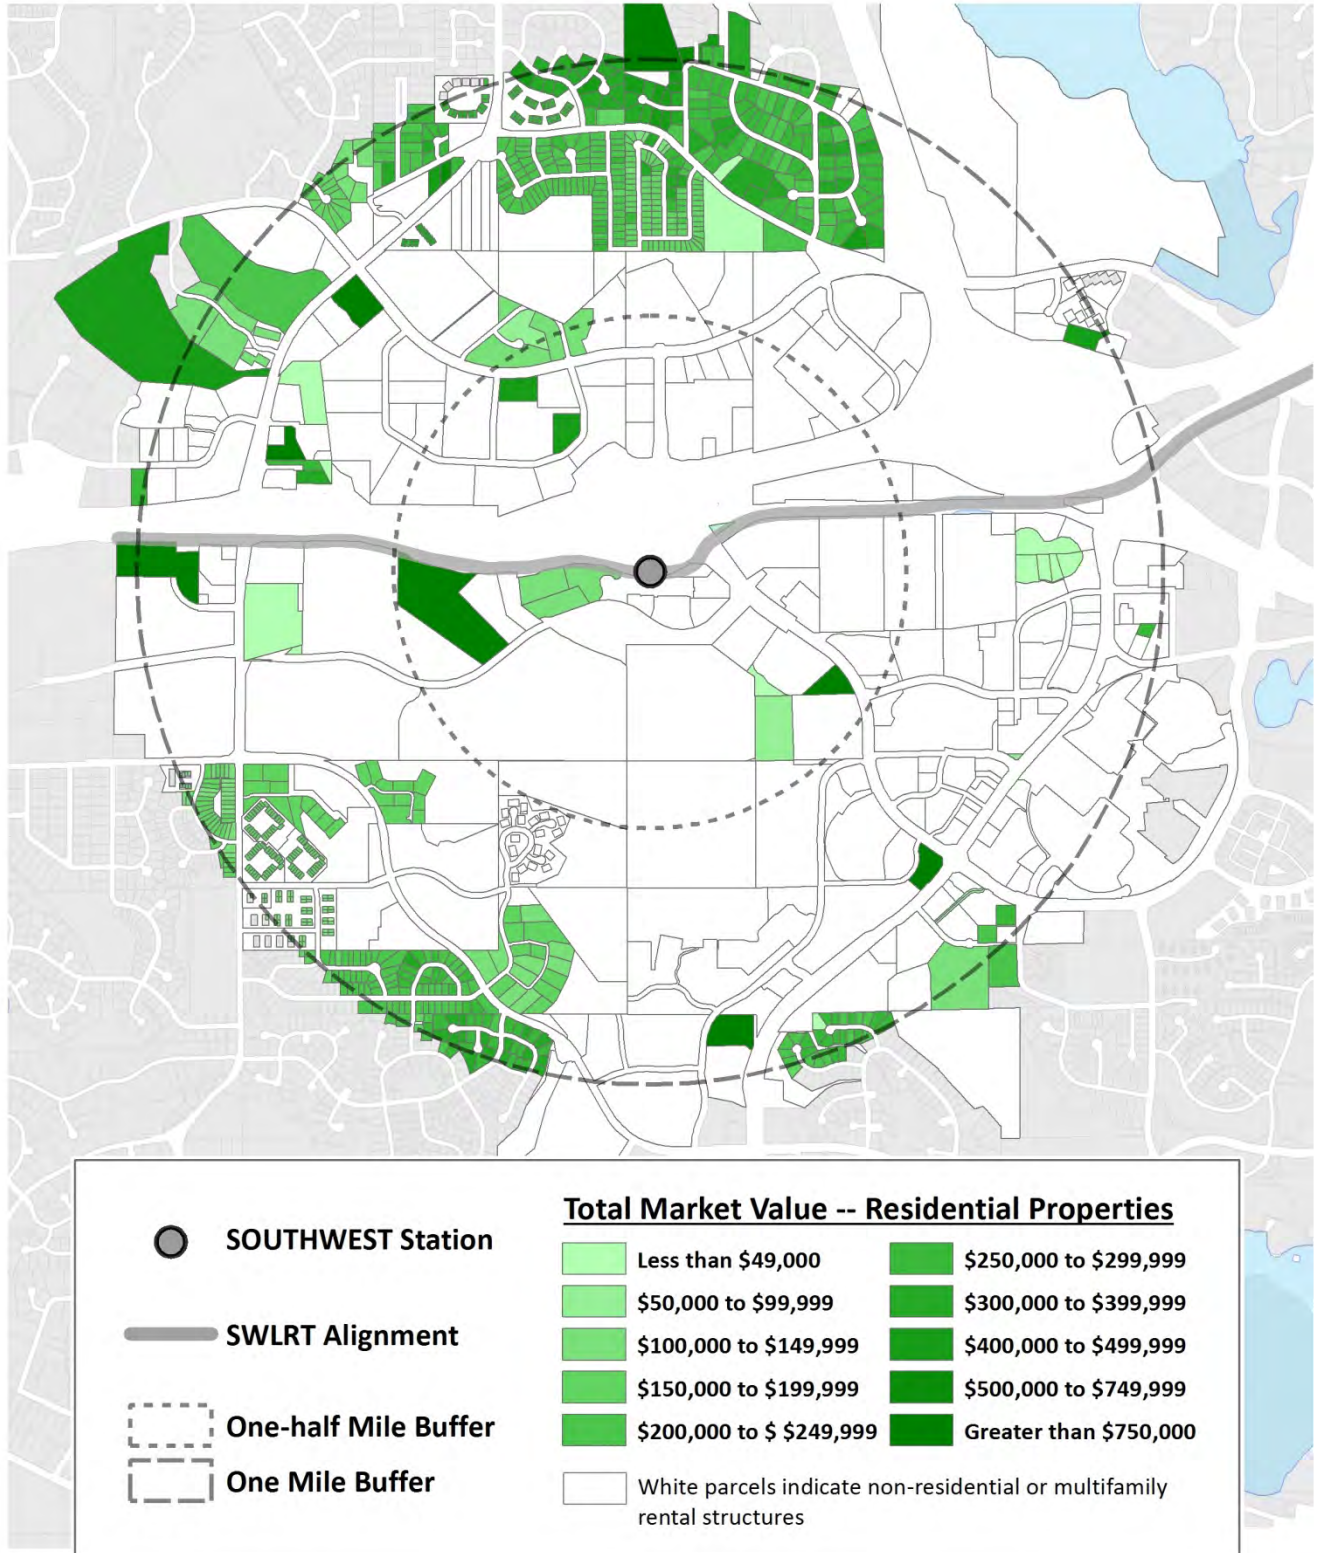 SOUTHWEST Station
SWLRT Alignment
One-half Mile Buffer
One Mile Buffer
Total Market Value -- Residential Properties
Less than $49,000
$50,000 to $99,999
$100,000 to $149,999
$150,000 to $199,999
$200,000 to $ $249,999
$250,000 to $299,999
$300,000 to $399,999
$400,000 to $499,999
$500,000 to $749,999
Greater than $750,000
White parcels indicate non-residential or multifamily
rental structures